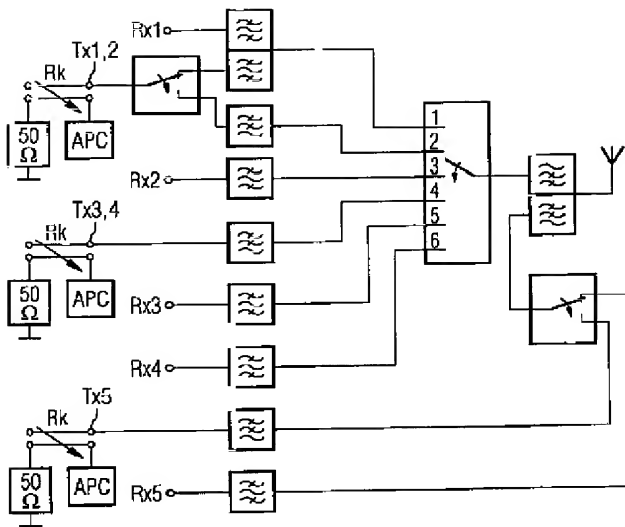 Rx1
Tx1,2
Rk
50
Ω
APC
1
2
3
4
5
6
Rx2
Tx3,4
Rk
50
Ω
APC
Rx3
Rx4
Tx5
Rk
50
Ω
APC
Rx5